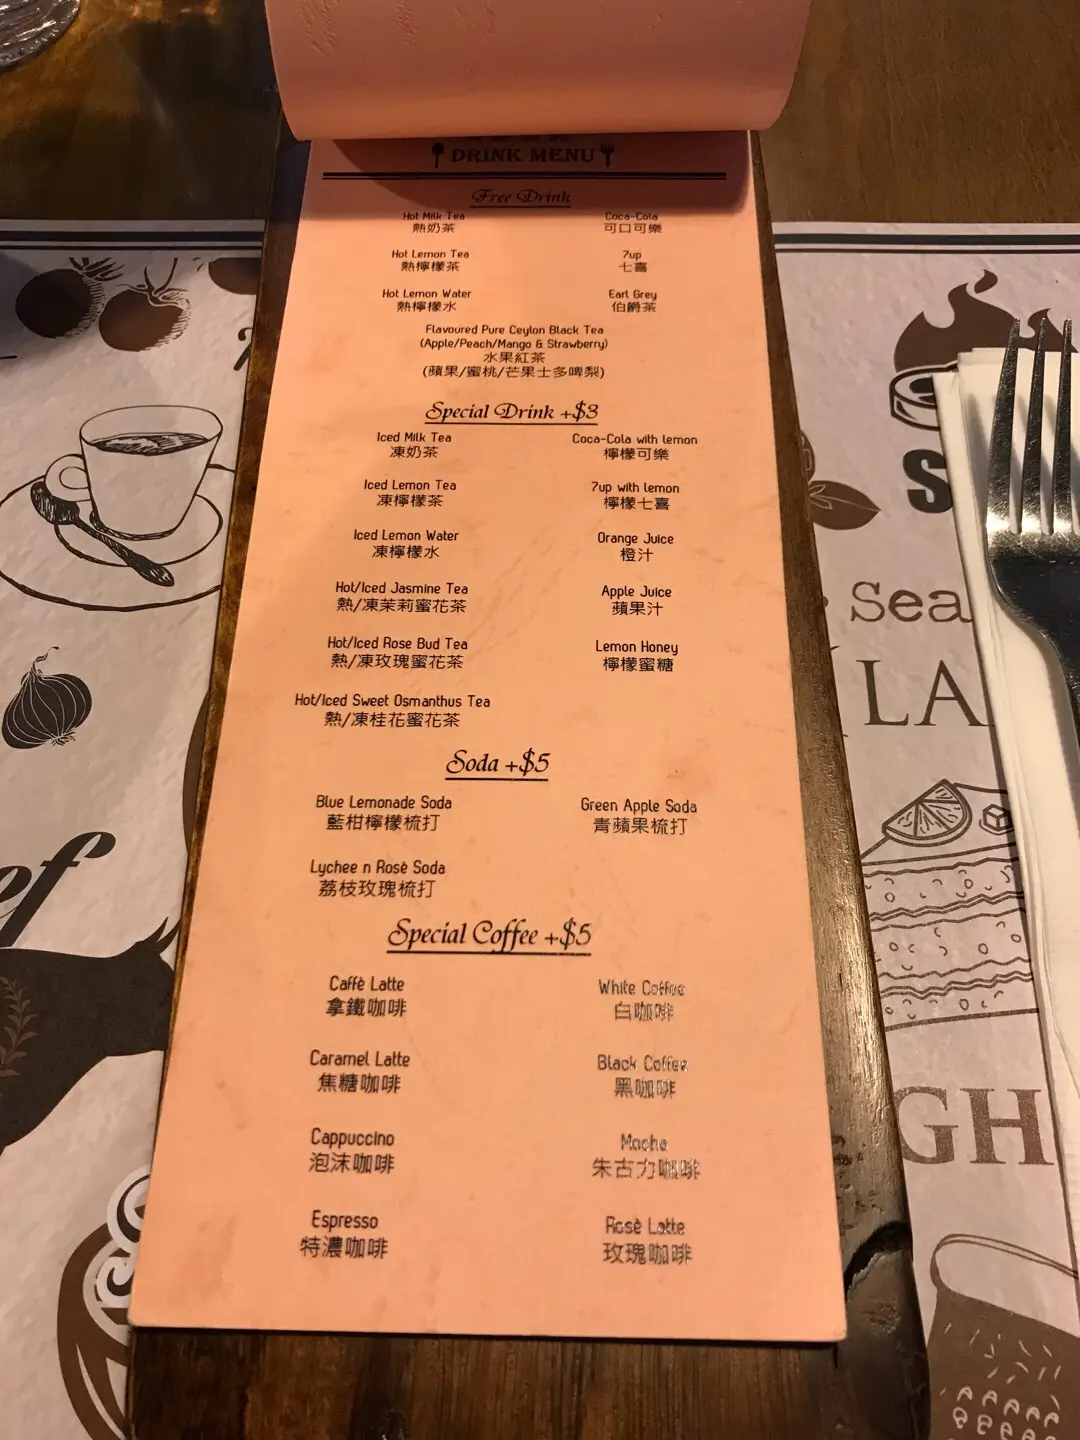 DRINK MENU
Free Drink
Hot Milk Tea
熱奶茶
Coca-Cola
可口可樂
Hot Lemon Tea
熱檸檬茶
7up
七喜
Hot Lemon Water
熱檸檬水
Earl Grey
伯爵茶
Flavoured Pure Ceylon Black Tea
(Apple/Peach/Mango & Strawberry)
水果紅茶
(蘋果/蜜桃/芒果士多啤梨)
Special Drink +$3
Iced Milk Tea
凍奶茶
Coca-Cola with lemon
檸檬可樂
Iced Lemon Tea
凍檸檬茶
7up with lemon
檸檬七喜
Iced Lemon Water
凍檸檬水
Orange Juice
橙汁
Hot/Iced Jasmine Tea
熱/凍茉莉蜜花茶
Apple Juice
蘋果汁
Hot/Iced Rose Bud Tea
熱/凍玫瑰蜜花茶
Lemon Honey
檸檬蜜糖
Hot/Iced Sweet Osmanthus Tea
熱/凍桂花蜜花茶
Soda +$5
Blue Lemonade Soda
藍柑檸檬梳打
Green Apple Soda
青蘋果梳打
Lychee n Rosè Soda
荔枝玫瑰梳打
Special Coffee +$5
Caffè Latte
拿鐵咖啡
White Coffee
白咖啡
Caramel Latte
焦糖咖啡
Black Coffee
黑咖啡
Cappuccino
泡沫咖啡
Mocha
朱古力咖啡
Espresso
特濃咖啡
Rosè Latte
玫瑰咖啡
ef
S
Sea
LA
GH